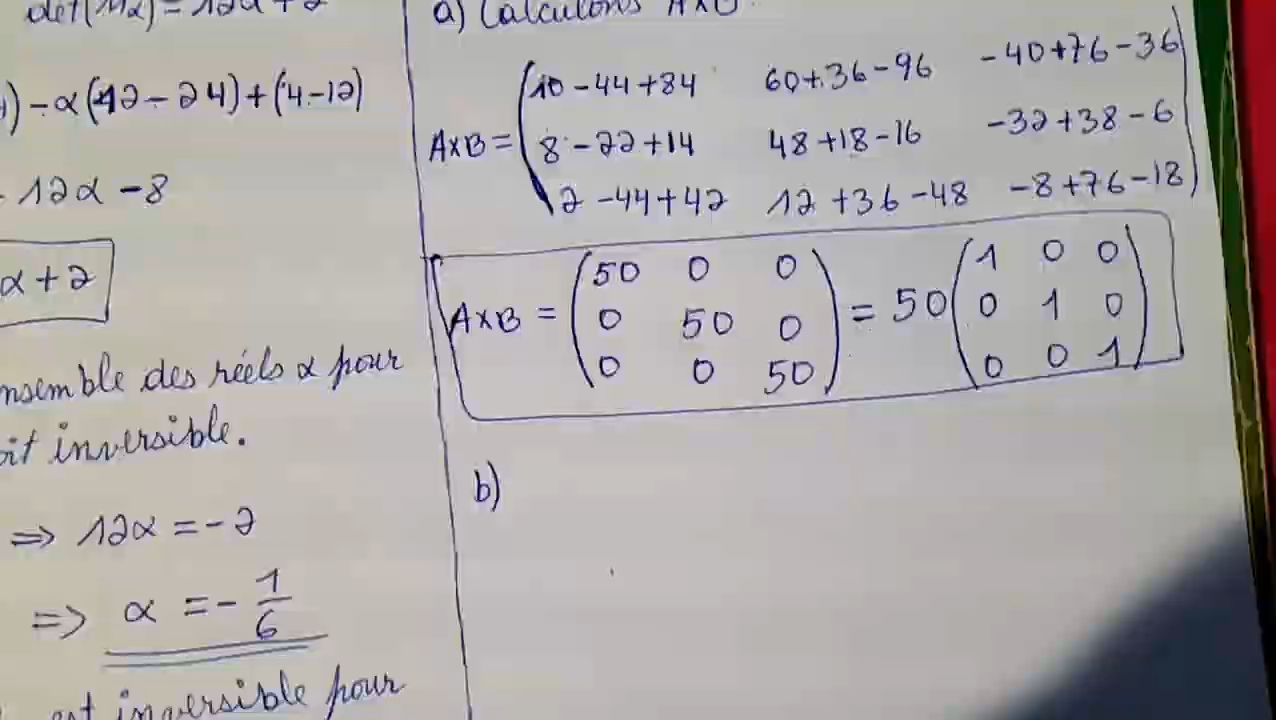 det(Mα) = 12α + 2
) - α(12 - 24) + (4 - 12)
- 12α - 8
α + 2
nsemble des réels α pour
oit inversible.
⇒ 12α = - 2
⇒ α = - 1/6
est inversible pour
a) Calculons A×B
A×B = (10 - 44 + 84 60 + 36 - 96 - 40 + 76 - 36
8 - 22 + 14 48 + 18 - 16 - 32 + 38 - 6
2 - 44 + 42 12 + 36 - 48 - 8 + 76 - 18)
A×B = (50 0 0
0 50 0
0 0 50) = 50 (1 0 0
0 1 0
0 0 1)
b)